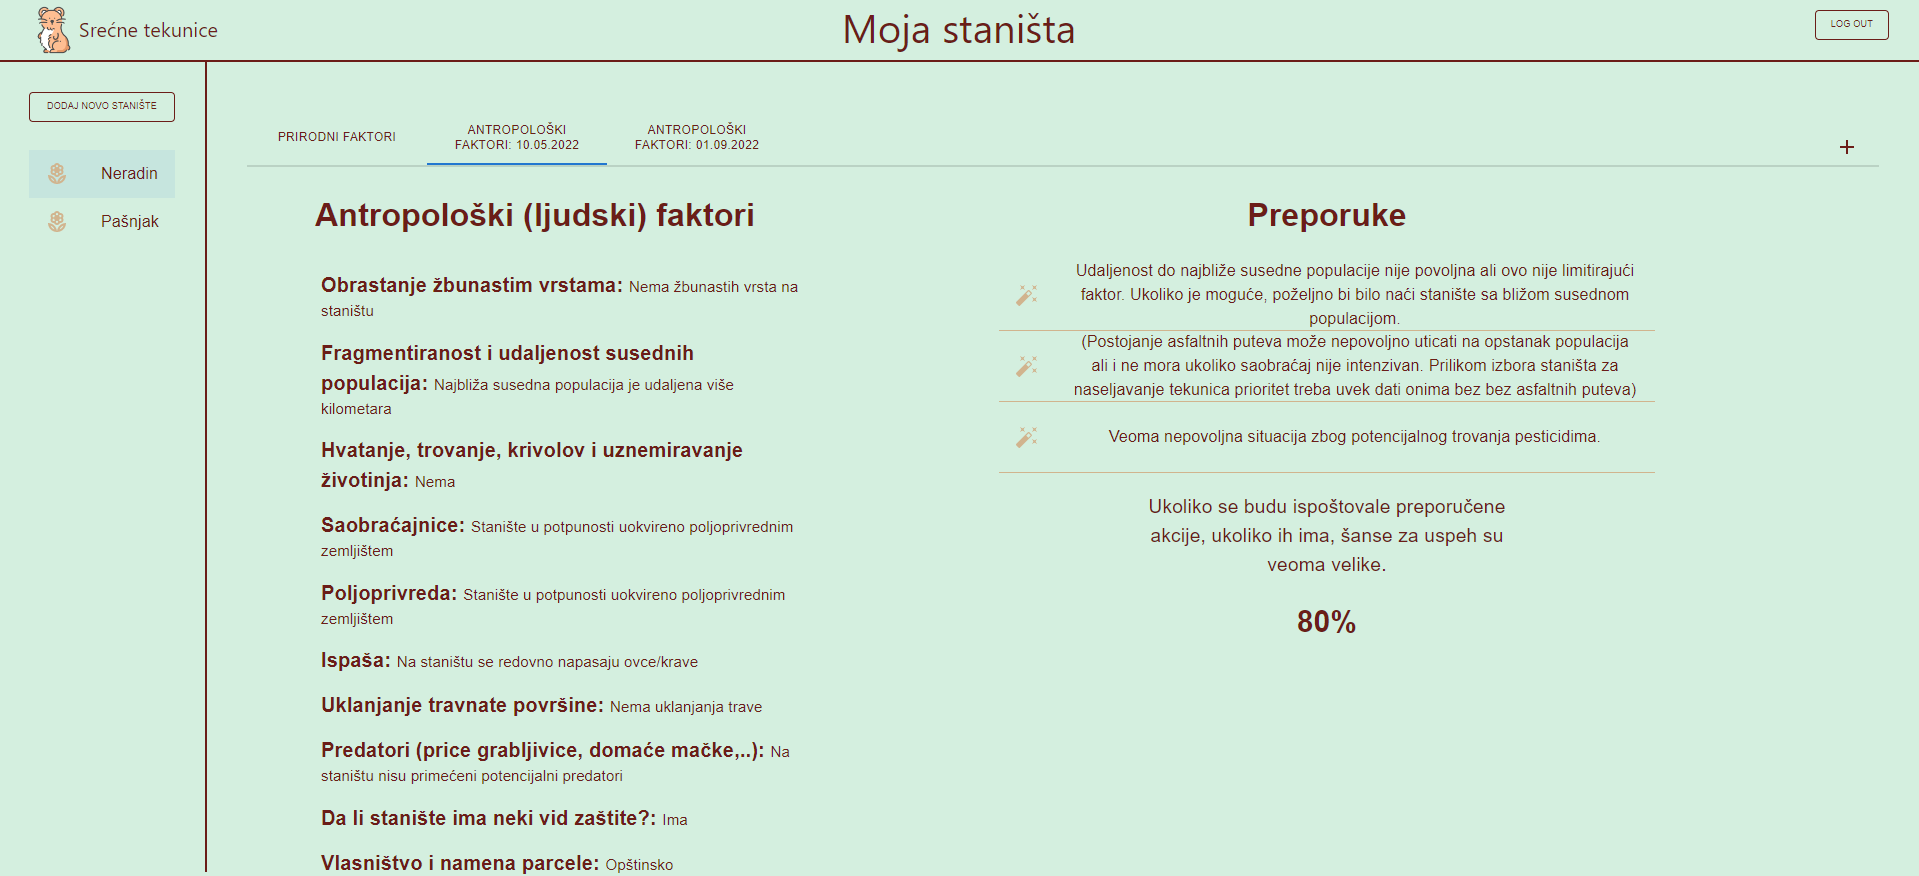 Srećne tekunice
Moja staništa
LOG OUT
DODAJ NOVO STANIŠTE
Neradin
Pašnjak
PRIRODNI FAKTORI
ANTROPOLOŠKI
FAKTORI: 10.05.2022
ANTROPOLOŠKI
FAKTORI: 01.09.2022
+
Antropološki (ljudski) faktori
Obrastanje žbunastim vrstama: Nema žbunastih vrsta na
staništu
Fragmentiranost i udaljenost susednih
populacija: Najbliža susedna populacija je udaljena više
kilometara
Hvatanje, trovanje, krivolov i uznemiravanje
životinja: Nema
Saobraćajnice: Stanište u potpunosti uokvireno poljoprivrednim
zemljištem
Poljoprivreda: Stanište u potpunosti uokvireno poljoprivrednim
zemljištem
Ispaša: Na staništu se redovno napasaju ovce/krave
Uklanjanje travnate površine: Nema uklanjanja trave
Predatori (price grabljivice, domaće mačke,..): Na
staništu nisu primećeni potencijalni predatori
Da li stanište ima neki vid zaštite?: Ima
Vlasništvo i namena parcele: Opštinsko
Preporuke
Udaljenost do najbliže susedne populacije nije povoljna ali ovo nije limitirajući
faktor. Ukoliko je moguće, poželjno bi bilo naći stanište sa bližom susednom
populacijom.
(Postojanje asfaltnih puteva može nepovoljno uticati na opstanak populacija
ali i ne mora ukoliko saobraćaj nije intenzivan. Prilikom izbora staništa za
naseljavanje tekunica prioritet treba uvek dati onima bez bez asfaltnih puteva)
Veoma nepovoljna situacija zbog potencijalnog trovanja pesticidima.
Ukoliko se budu ispoštovale preporučene
akcije, ukoliko ih ima, šanse za uspeh su
veoma velike.
80%